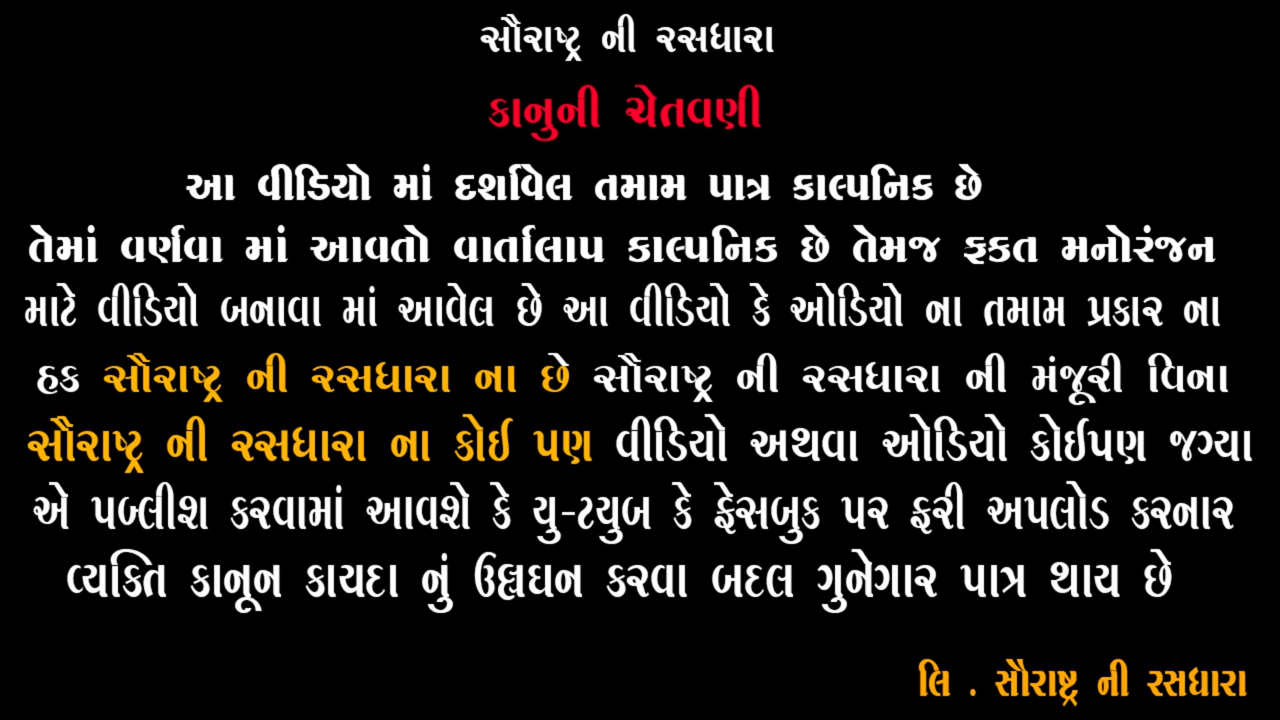 સૌરાષ્ટ્ર ની રસધારા
કાનુની ચેતવણી
આ વીડિયો માં દર્શાવેલ તમામ પાત્ર કાલ્પનિક છે
તેમાં વર્ણવા માં આવતો વાર્તાલાપ કાલ્પનિક છે તેમજ ફકત મનોરંજન
માટે વીડિયો બનાવા માં આવેલ છે આ વીડિયો કે ઓડિયો ના તમામ પ્રકાર ના
હક સૌરાષ્ટ્ર ની રસધારા ના છે સૌરાષ્ટ્ર ની રસધારા ની મંજૂરી વિના
સૌરાષ્ટ્ર ની રસધારા ના કોઈ પણ વીડિયો અથવા ઓડિયો કોઈપણ જગ્યા
એ પબ્લીશ કરવામાં આવશે કે યુ-ટયુબ કે ફેસબુક પર ફરી અપલોડ કરનાર
વ્યકિત કાનૂન કાયદા નું ઉલ્લઘન કરવા બદલ ગુનેગાર પાત્ર થાય છે
લિ . સૌરાષ્ટ્ર ની રસધારા